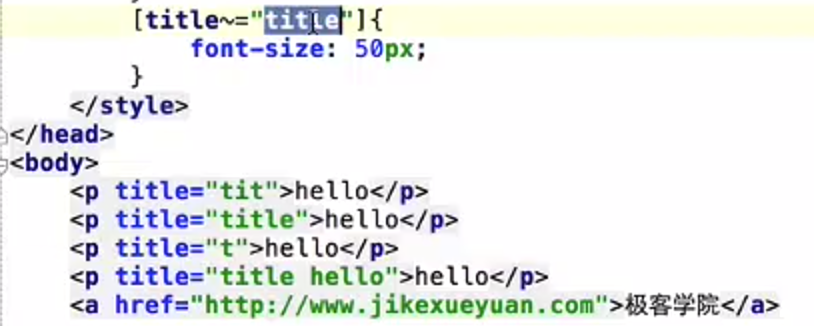 [title~="title"]{
font-size: 50px;
}
</style>
</head>
<body>
<p title="tit">hello</p>
<p title="title">hello</p>
<p title="t">hello</p>
<p title="title hello">hello</p>
<a href="http://www.jikexueyuan.com">极客学院</a>